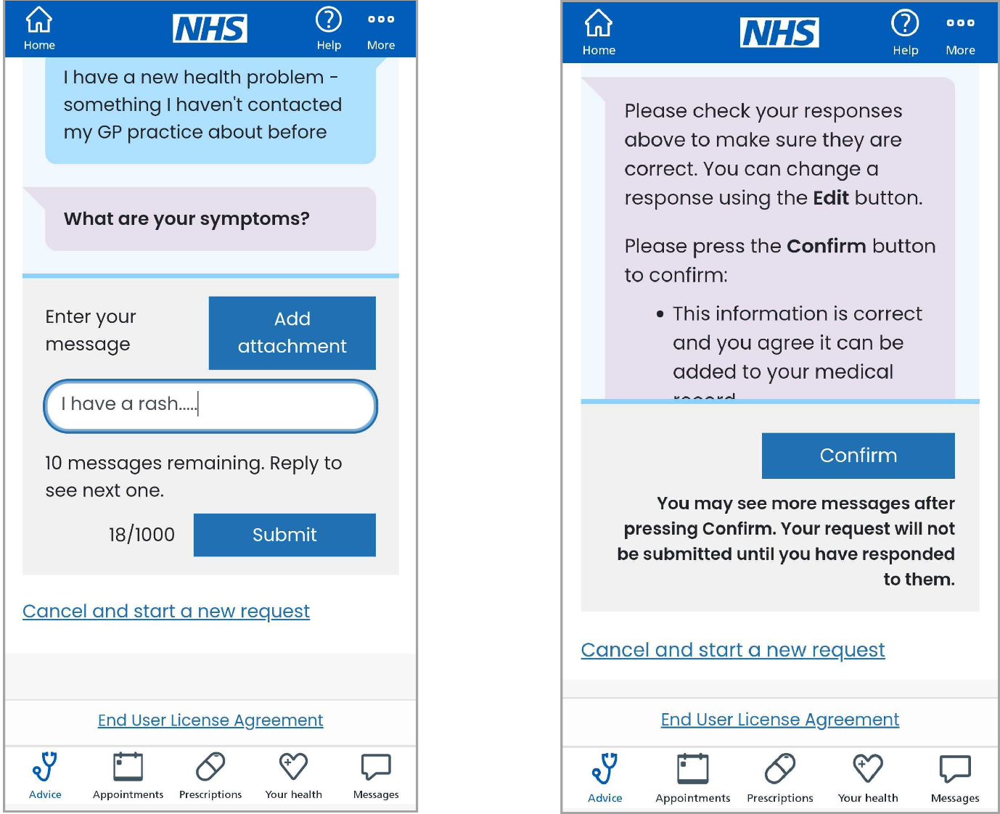 Home
NHS
Help
More
I have a new health problem -
something I haven't contacted
my GP practice about before
What are your symptoms?
Enter your
message
Add
attachment
I have a rash.....
10 messages remaining. Reply to
see next one.
18/1000
Submit
Cancel and start a new request
End User License Agreement
Advice
Appointments
Prescriptions
Your health
Messages
Home
NHS
Help
More
Please check your responses
above to make sure they are
correct. You can change a
response using the Edit button.
Please press the Confirm button
to confirm:
• This information is correct
and you agree it can be
added to your medical
record
Confirm
You may see more messages after
pressing Confirm. Your request will not
be submitted until you have responded
to them.
Cancel and start a new request
End User License Agreement
Advice
Appointments
Prescriptions
Your health
Messages